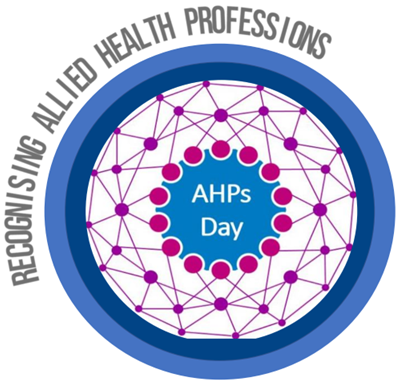 RECOGNISING ALLIED HEALTH PROFESSIONS
AHPs
Day